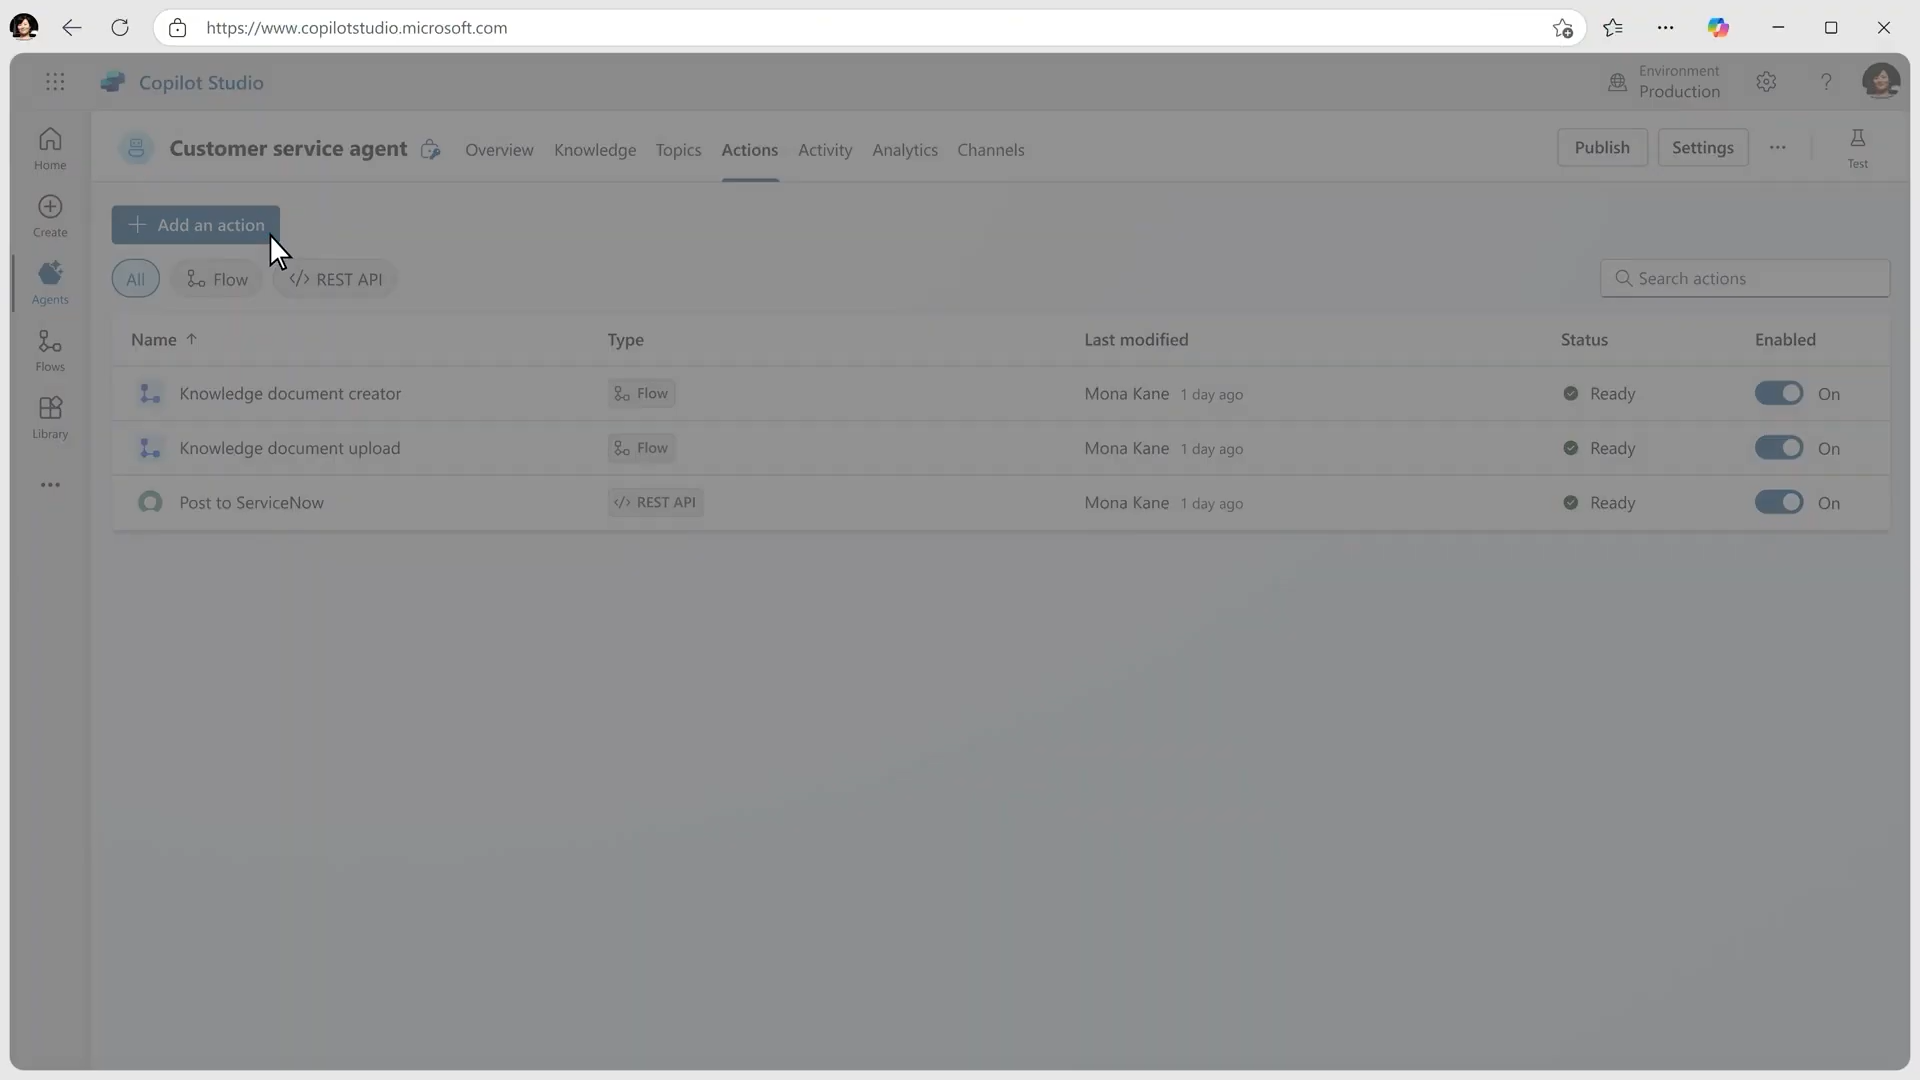 https://www.copilotstudio.microsoft.com
Copilot Studio
Environment
Production
Home
Create
Agents
Flows
Library
Customer service agent
Overview
Knowledge
Topics
Actions
Activity
Analytics
Channels
Publish
Settings
Test
Add an action
All
Flow
REST API
Search actions
Name
Type
Last modified
Status
Enabled
Knowledge document creator
Flow
Mona Kane 1 day ago
Ready
On
Knowledge document upload
Flow
Mona Kane 1 day ago
Ready
On
Post to ServiceNow
REST API
Mona Kane 1 day ago
Ready
On